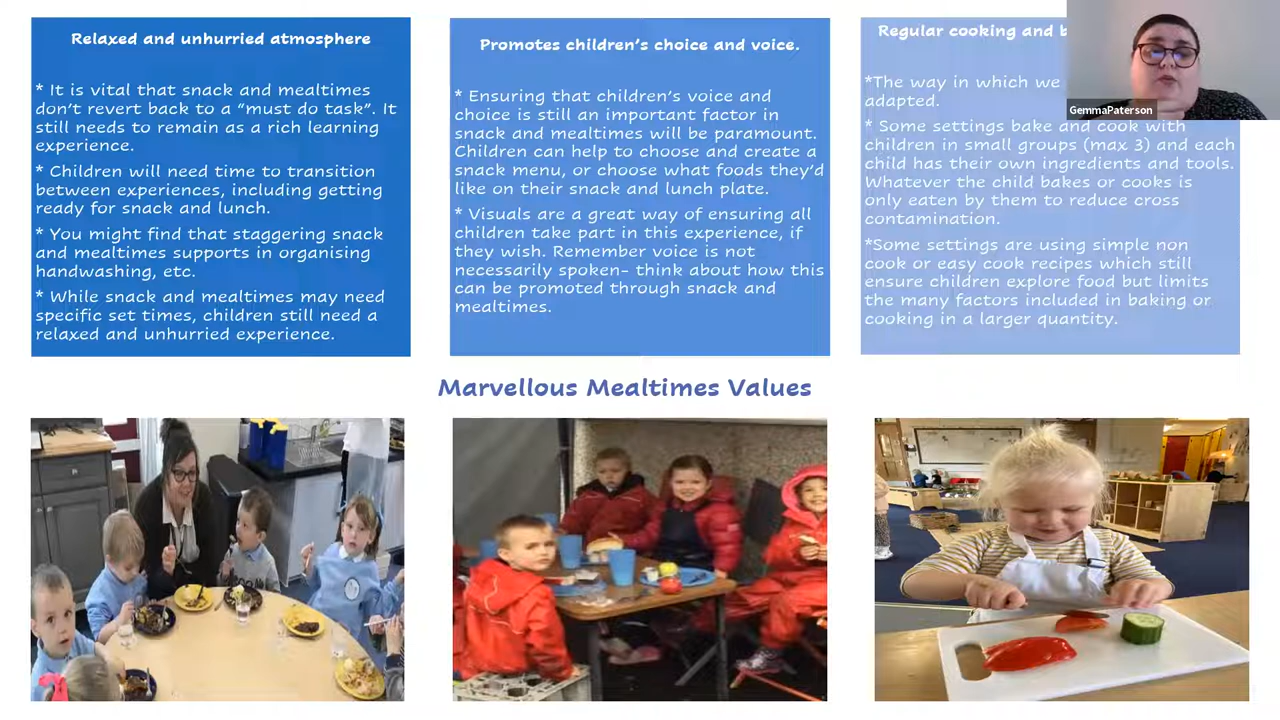 Relaxed and unhurried atmosphere
* It is vital that snack and mealtimes
don't revert back to a “must do task”. It
still needs to remain as a rich learning
experience.
* Children will need time to transition
between experiences, including getting
ready for snack and lunch.
* You might find that staggering snack
and mealtimes supports in organising
handwashing, etc.
* While snack and mealtimes may need
specific set times, children still need a
relaxed and unhurried experience.
Promotes children's choice and voice.
* Ensuring that children's voice and
choice is still an important factor in
snack and mealtimes will be paramount.
Children can help to choose and create a
snack menu, or choose what foods they'd
like on their snack and lunch plate.
* Visuals are a great way of ensuring all
children take part in this experience, if
they wish. Remember voice is not
necessarily spoken- think about how this
can be promoted through snack and
mealtimes.
Regular cooking and
*The way in which we
adapted.
* Some settings bake and cook with
children in small groups (max 3) and each
child has their own ingredients and tools.
Whatever the child bakes or cooks is
only eaten by them to reduce cross
contamination.
*Some settings are using simple non
cook or easy cook recipes which still
ensure children explore food but limits
the many factors included in baking or
cooking in a larger quantity.
GemmaPaterson
Marvellous Mealtimes Values